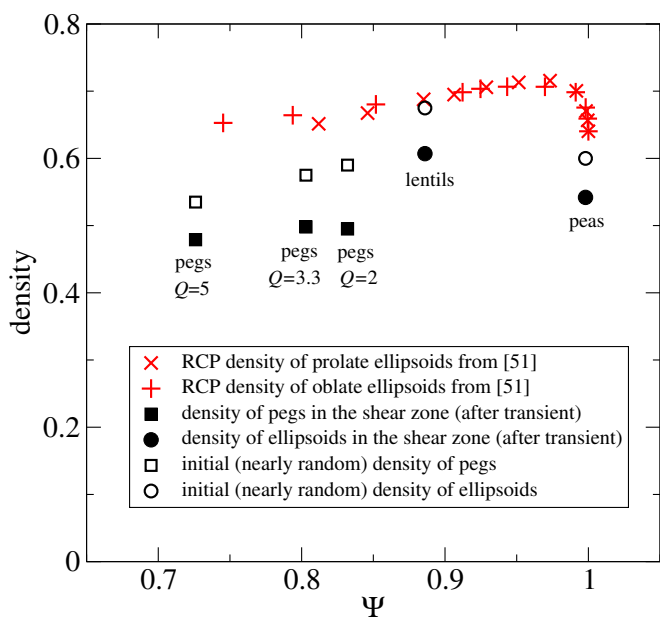 0.8
0.6
0.4
0.2
0
density
lentils
peas
pegs
Q=5
pegs
Q=3.3
pegs
Q=2
RCP density of prolate ellipsoids from [51]
RCP density of oblate ellipsoids from [51]
density of pegs in the shear zone (after transient)
density of ellipsoids in the shear zone (after transient)
initial (nearly random) density of pegs
initial (nearly random) density of ellipsoids
0.7 0.8 0.9 1
Ψ